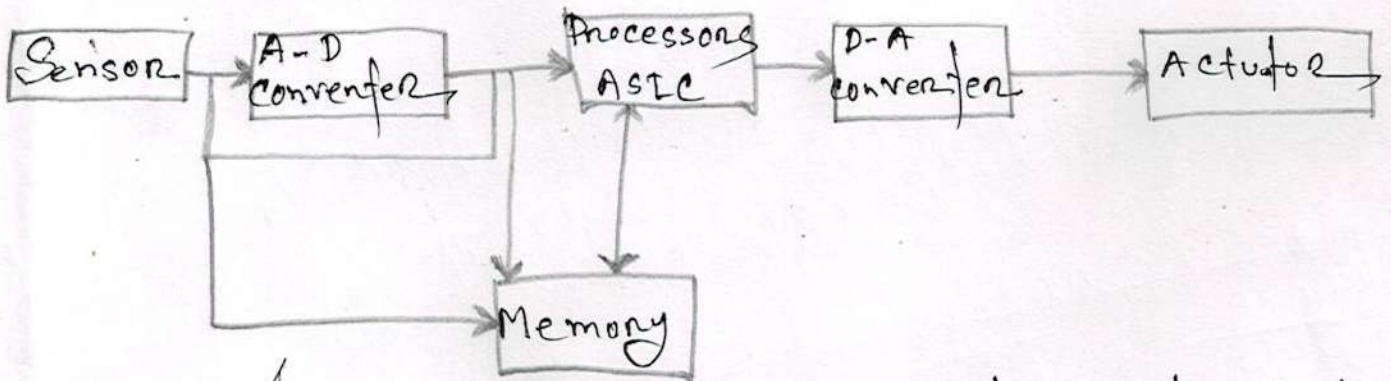 Sensor
A-D
converter
Processors
ASIC
D-A
converter
Actuator
Memory